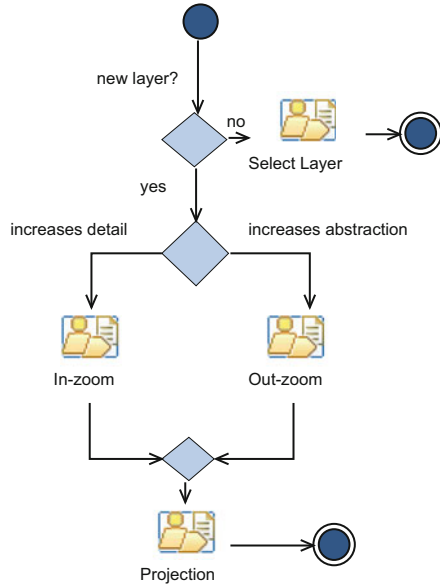 new layer?
no
Select Layer
yes
increases detail
increases abstraction
In-zoom
Out-zoom
Projection